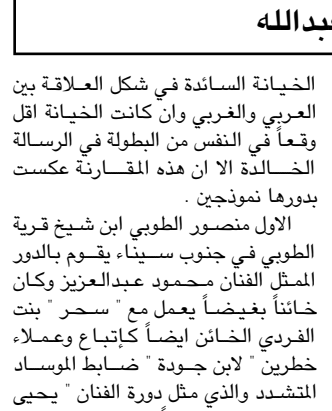 عبدالله
الخيانة السائدة في شكل العلاقة بين
العربي والغربي وان كانت الخيانة اقل
وقعاً في النفس من البطولة في الرسالة
الخالدة الا ان هذه المقارنة عكست
بدورها نموذجين .
الاول منصور الطوبي ابن شيخ قرية
الطوبي في جنوب سيناء يقوم بالدور
الممثل الفنان محمود عبدالعزيز وكان
خائناً بغيضاً يعمل مع " سحر " بنت
الفردي الخائن ايضاً كإتباع وعملاء
خطرين " لابن جودة " ضابط الموساد
المتشدد والذي مثل دورة الفنان " يحيى